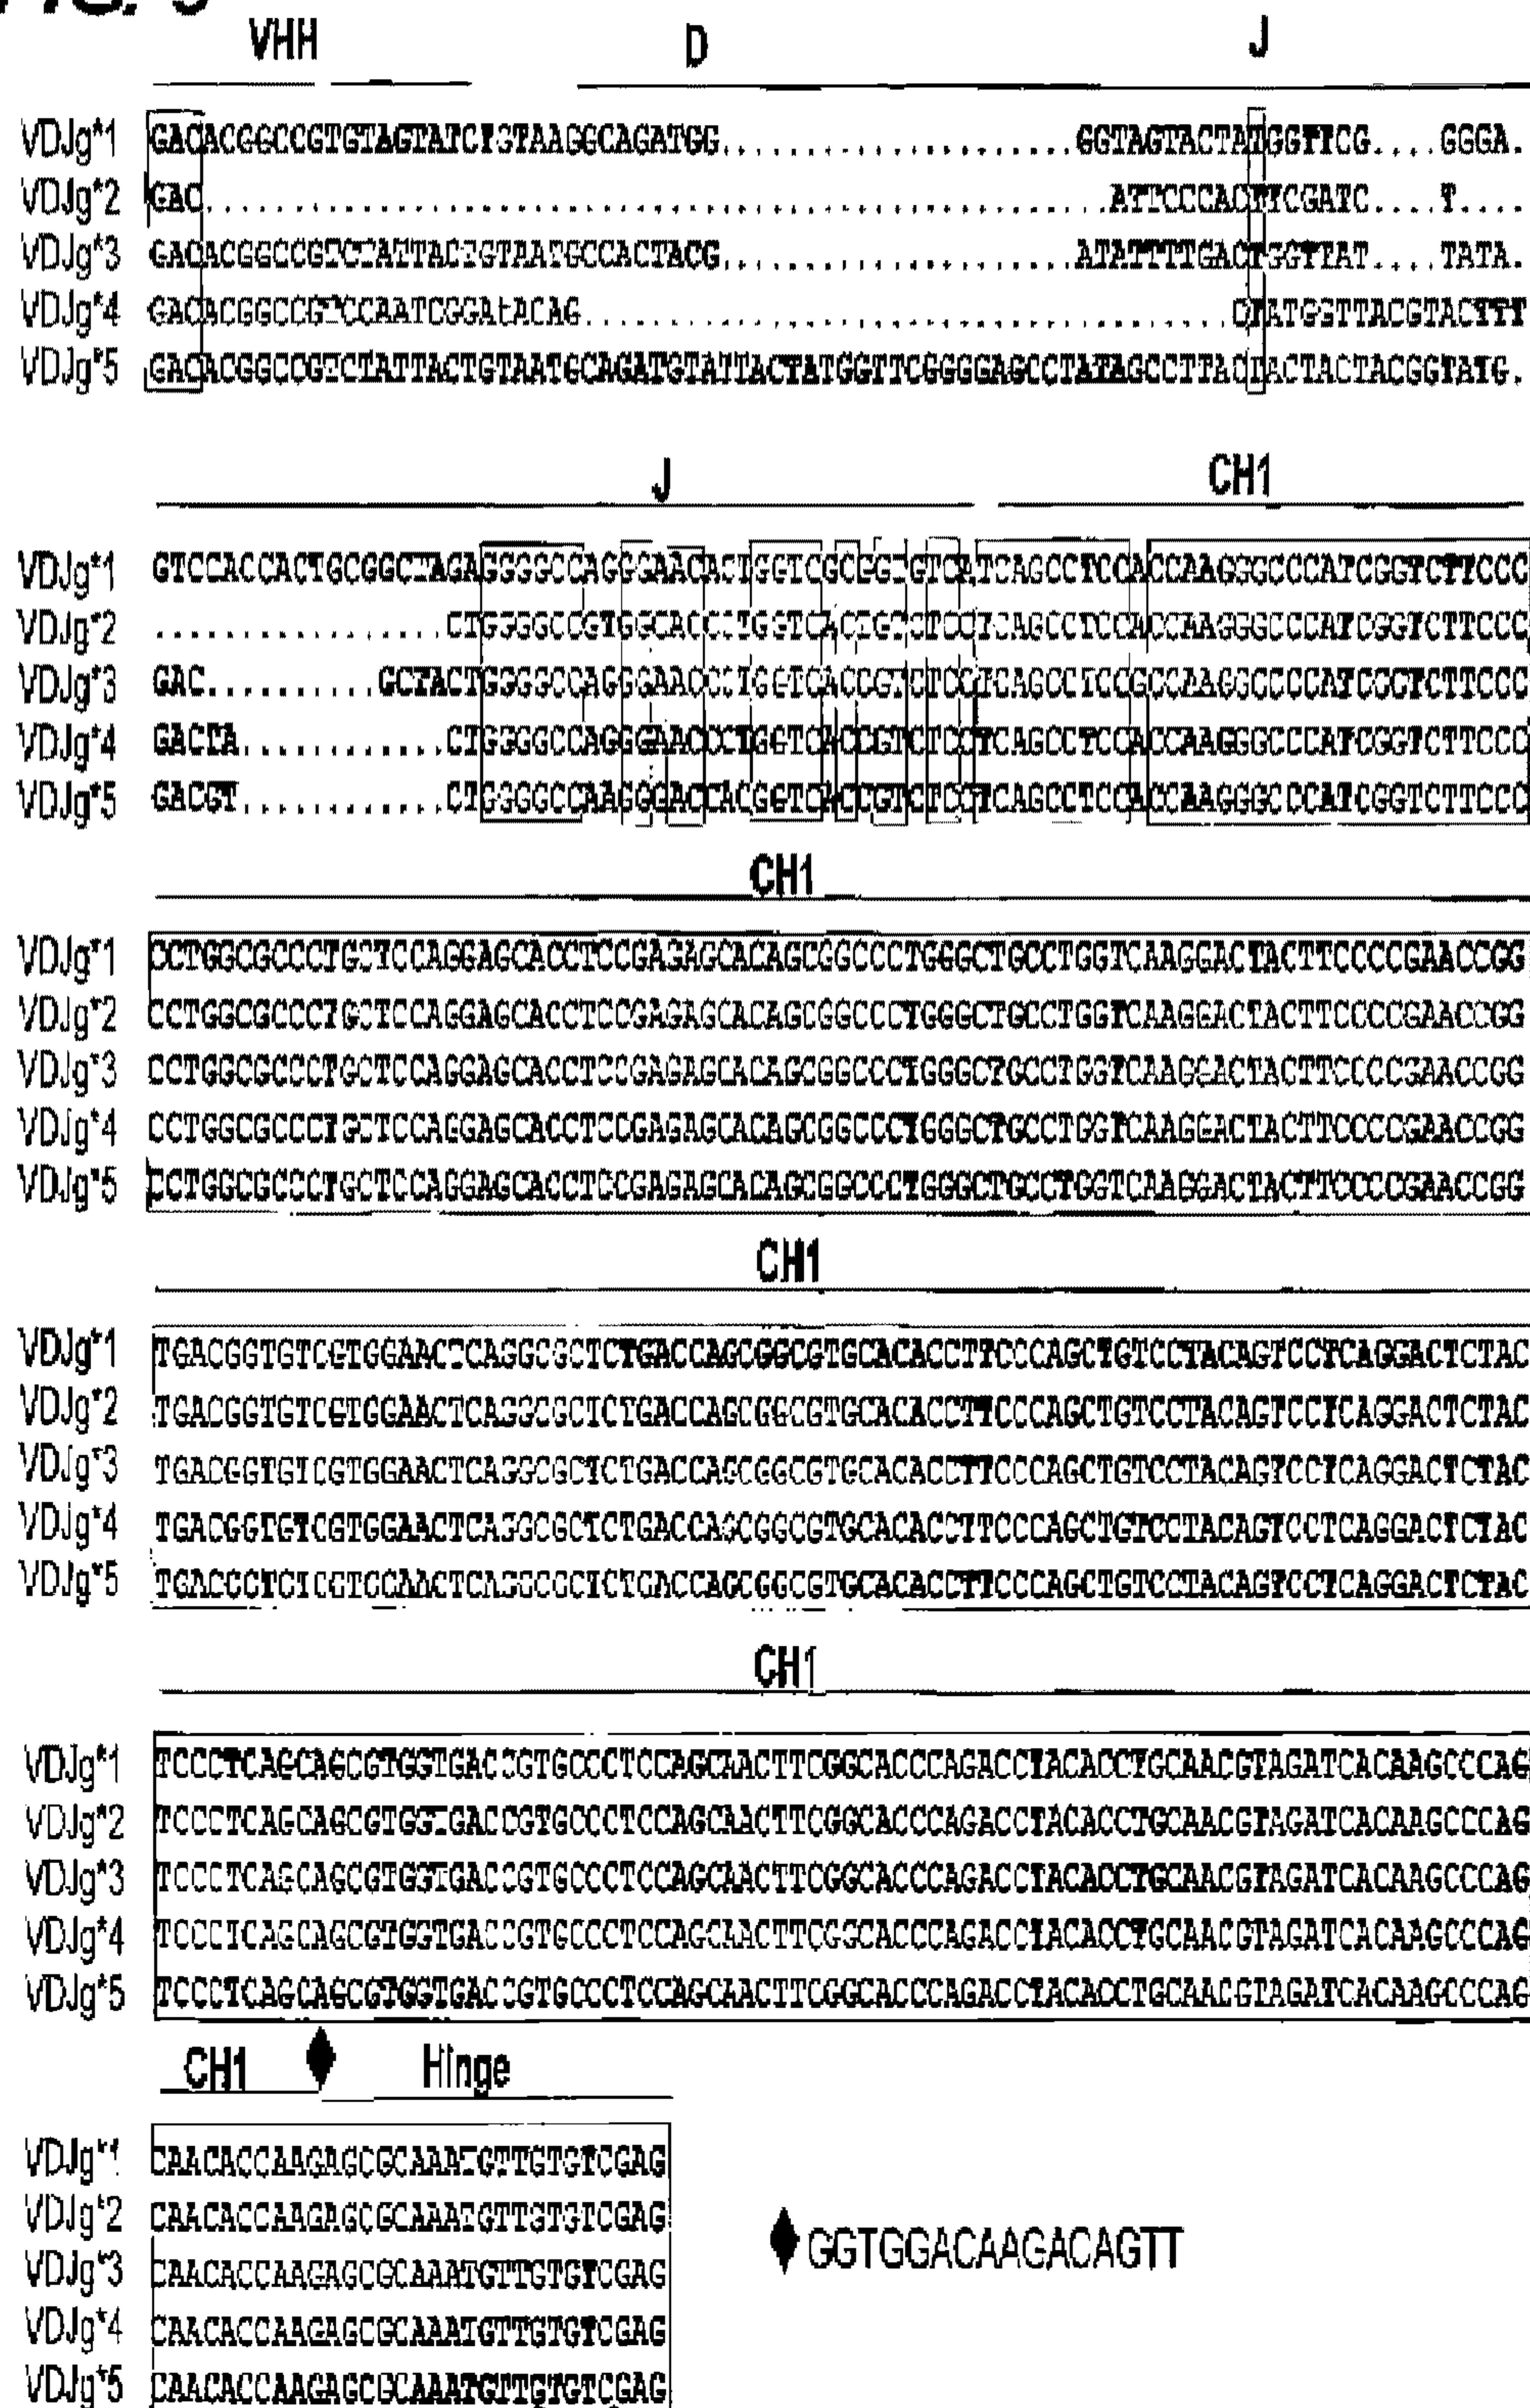 VHH D J
VDJg*1 GACACGGCCGTGTAGTATCTGTAAGGCAGATGG.....................GGTAGTACTATGGTTCG....GGGA.
VDJg*2 GAC.....................................................ATTCCCACTTCGATC....T....
VDJg*3 GACACGGCCGTCTATTACTGTAATGCCACTACG.....................ATATTTTGACTGGTTAT....TATA.
VDJg*4 GACACGGCCGTCCAATCGGATACAG......................................CTATGGTTACGTACTTT
VDJg*5 GACACGGCCGTCTATTACTGTAATGCAGATGTATTACTATGGTTCGGGGAGCCTATAGCCTTACTACTACTACGGTATG.
J CH1
VDJg*1 GTCCACCACTGCGGCTAGAGGGGCCAGGGAACACTGGTCGCCGCTGTCATCAGCCTCCACCAAGGGCCCATCGGTCTTCCC
VDJg*2 .................CTGGGGCCGTGGCACCCTGGTCACTGTCTCCTCAGCCTCCACCAAGGGCCCATCGGTCTTCCC
VDJg*3 GAC..........GCTACTGGGGCCAGGGAACCCTGGTCACCGTCTCCTCAGCCTCCGCCAAGGCCCCATCGCTCTTCCC
VDJg*4 GACTA............CTGGGGCCAGGGAACCCTGGTCACCGTCTCCTCAGCCTCCACCAAGGGCCCATCGGTCTTCCC
VDJg*5 GACGT............CTGGGGCCAAGGGACCACGGTCACCGTCTCCTCAGCCTCCACCAAGGGCCCATCGGTCTTCCC
CH1
VDJg*1 CCTGGCGCCCTGCTCCAGGAGCACCTCCGAGAGCACAGCGGCCCTGGGCTGCCTGGTCAAGGACTACTTCCCCGAACCGG
VDJg*2 CCTGGCGCCCTGCTCCAGGAGCACCTCCGAGAGCACAGCGGCCCTGGGCTGCCTGGTCAAGGACTACTTCCCCGAACCGG
VDJg*3 CCTGGCGCCCTGCTCCAGGAGCACCTCCGAGAGCACAGCGGCCCTGGGCTGCCTGGTCAAGGACTACTTCCCCGAACCGG
VDJg*4 CCTGGCGCCCTGCTCCAGGAGCACCTCCGAGAGCACAGCGGCCCTGGGCTGCCTGGTCAAGGACTACTTCCCCGAACCGG
VDJg*5 CCTGGCGCCCTGCTCCAGGAGCACCTCCGAGAGCACAGCGGCCCTGGGCTGCCTGGTCAAGGACTACTTCCCCGAACCGG
CH1
VDJg*1 TGACGGTGTCGTGGAACTCAGGCGCTCTGACCAGCGGCGTGCACACCTTCCCAGCTGTCCTACAGTCCTCAGGACTCTAC
VDJg*2 TGACGGTGTCGTGGAACTCAGGCGCTCTGACCAGCGGCGTGCACACCTTCCCAGCTGTCCTACAGTCCTCAGGACTCTAC
VDJg*3 TGACGGTGTCGTGGAACTCAGGCGCTCTGACCAGCGGCGTGCACACCTTCCCAGCTGTCCTACAGTCCTCAGGACTCTAC
VDJg*4 TGACGGTGTCGTGGAACTCAGGCGCTCTGACCAGCGGCGTGCACACCTTCCCAGCTGTCCTACAGTCCTCAGGACTCTAC
VDJg*5 TGACGGTGTCGTGGAACTCAGGCGCTCTGACCAGCGGCGTGCACACCTTCCCAGCTGTCCTACAGTCCTCAGGACTCTAC
CH1
VDJg*1 TCCCTCAGCAGCGTGGTGACCGTGCCCTCCAGCAACTTCGGCACCCAGACCTACACCTGCAACGTAGATCACAAGCCCAG
VDJg*2 TCCCTCAGCAGCGTGGTGACCGTGCCCTCCAGCAACTTCGGCACCCAGACCTACACCTGCAACGTAGATCACAAGCCCAG
VDJg*3 TCCCTCAGCAGCGTGGTGACCGTGCCCTCCAGCAACTTCGGCACCCAGACCTACACCTGCAACGTAGATCACAAGCCCAG
VDJg*4 TCCCTCAGCAGCGTGGTGACCGTGCCCTCCAGCAACTTCGGCACCCAGACCTACACCTGCAACGTAGATCACAAGCCCAG
VDJg*5 TCCCTCAGCAGCGTGGTGACCGTGCCCTCCAGCAACTTCGGCACCCAGACCTACACCTGCAACGTAGATCACAAGCCCAG
CH1 ♦ Hinge
VDJg*1 CAACACCAAGAGCGCAAATGTTGTGTCGAG
VDJg*2 CAACACCAAGAGCGCAAATGTTGTGTCGAG
VDJg*3 CAACACCAAGAGCGCAAATGTTGTGTCGAG
VDJg*4 CAACACCAAGAGCGCAAATGTTGTGTCGAG
VDJg*5 CAACACCAAGAGCGCAAATGTTGTGTCGAG
♦ GGTGGACAAGACAGTT